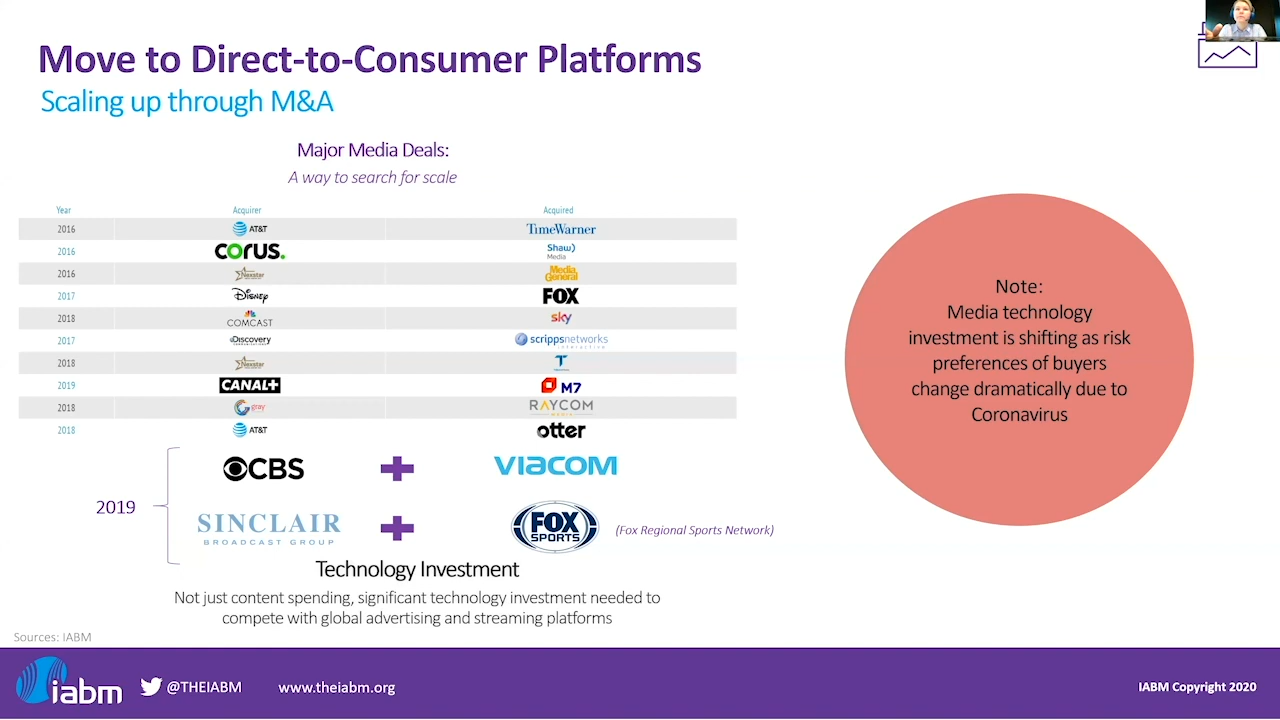 Move to Direct-to-Consumer Platforms
Scaling up through M&A
Major Media Deals:
A way to search for scale
Year Acquirer Acquired
2016 AT&T TimeWarner
2016 corus. Shaw) Media
2016 Nexstar Media General
2017 Disney FOX
2018 COMCAST sky
2017 Discovery COMMUNICATIONS scrippsnetworks interactive
2018 Nexstar T
2019 CANAL+ M7
2018 gray RAYCOM MEDIA
2018 AT&T otter
2019
CBS + VIACOM
SINCLAIR BROADCAST GROUP + FOX SPORTS (Fox Regional Sports Network)
Technology Investment
Not just content spending, significant technology investment needed to
compete with global advertising and streaming platforms
Note:
Media technology
investment is shifting as risk
preferences of buyers
change dramatically due to
Coronavirus
Sources: IABM
iabm @THEIABM www.theiabm.org IABM Copyright 2020